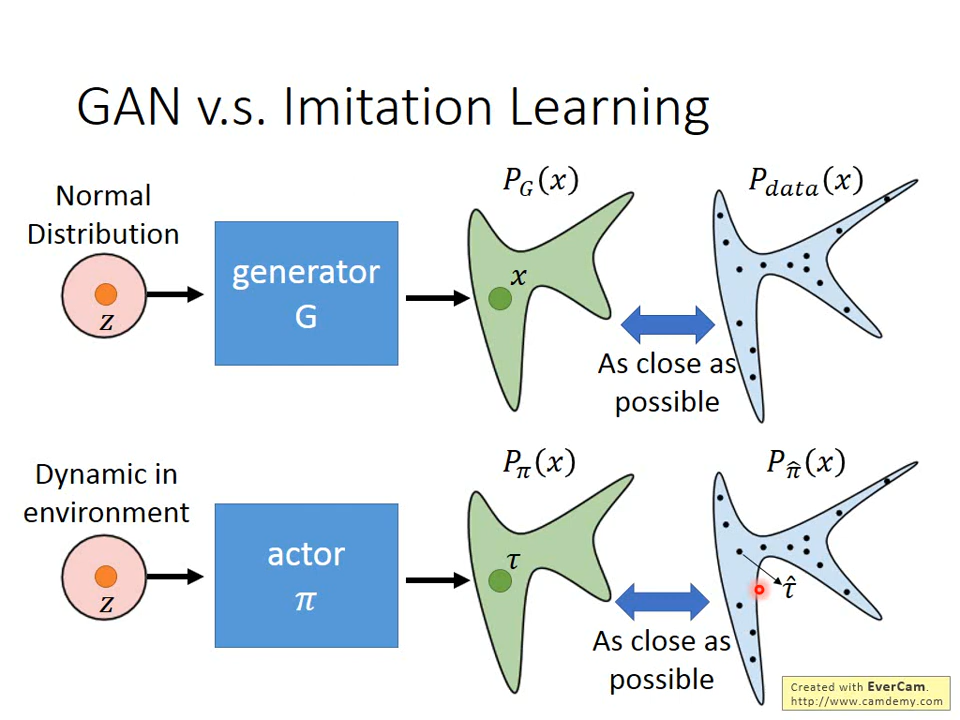 GAN v.s. Imitation Learning
Normal
Distribution
z
generator
G
P_G(x)
x
P_data(x)
As close as
possible
Dynamic in
environment
z
actor
π
P_π(x)
τ
P_π̂(x)
τ̂
As close as
possible
Created with EverCam.
http://www.camdemy.com